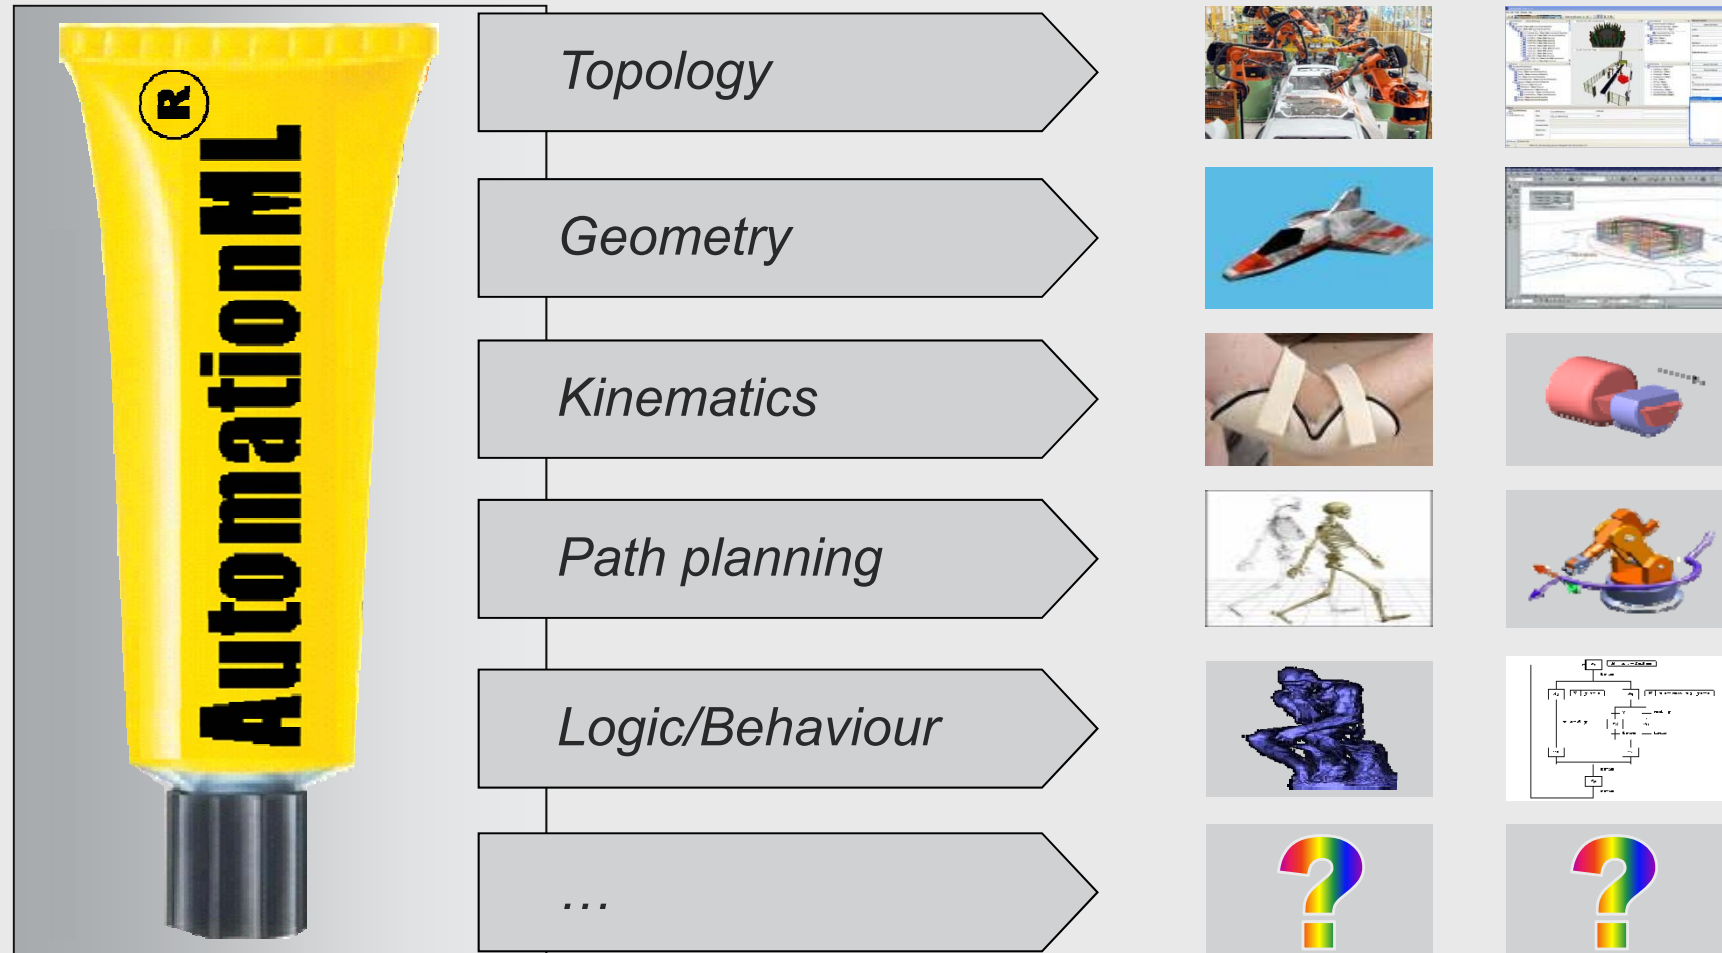 AutomationML
®
Topology
Geometry
Kinematics
Path planning
Logic/Behaviour
…
? ?